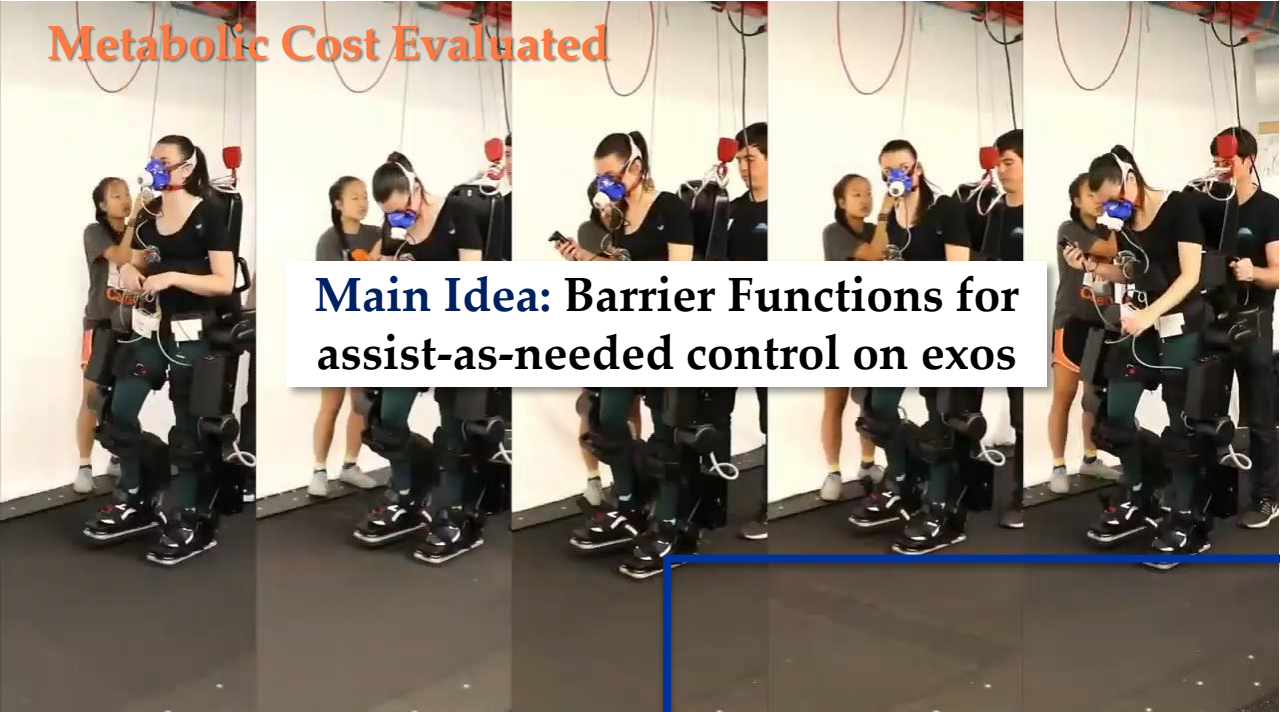 Metabolic Cost Evaluated
Main Idea: Barrier Functions for
assist-as-needed control on exos